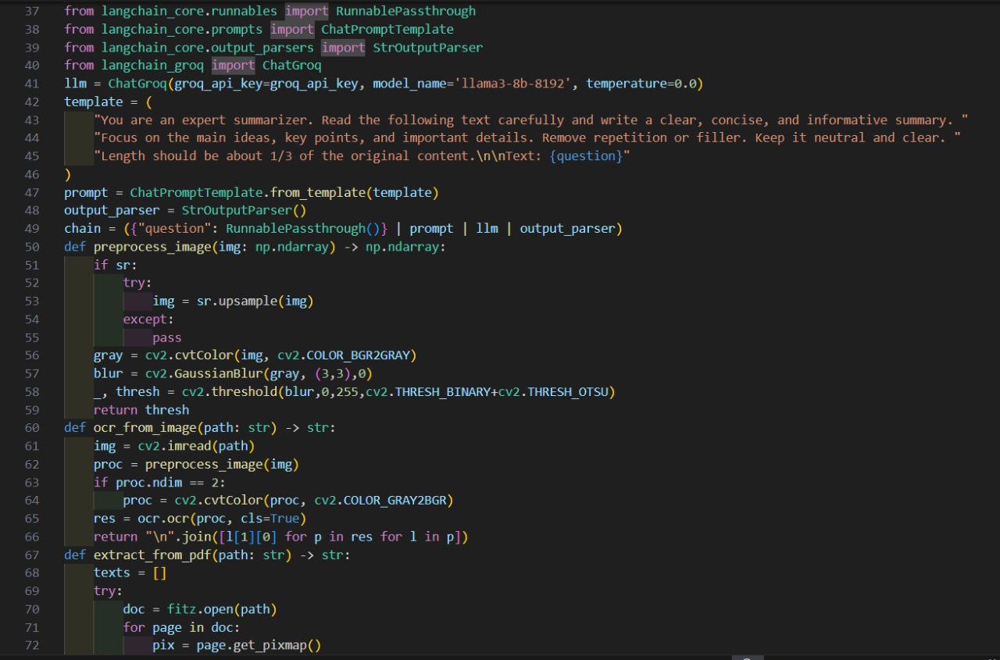 37 from langchain_core.runnables import RunnablePassthrough
38 from langchain_core.prompts import ChatPromptTemplate
39 from langchain_core.output_parsers import StrOutputParser
40 from langchain_groq import ChatGroq
41 llm = ChatGroq(groq_api_key=groq_api_key, model_name='llama3-8b-8192', temperature=0.0)
42 template = (
43     "You are an expert summarizer. Read the following text carefully and write a clear, concise, and informative summary. "
44     "Focus on the main ideas, key points, and important details. Remove repetition or filler. Keep it neutral and clear. "
45     "Length should be about 1/3 of the original content.\n\nText: {question}"
46 )
47 prompt = ChatPromptTemplate.from_template(template)
48 output_parser = StrOutputParser()
49 chain = ({"question": RunnablePassthrough()} | prompt | llm | output_parser)
50 def preprocess_image(img: np.ndarray) -> np.ndarray:
51     if sr:
52         try:
53             img = sr.upsample(img)
54         except:
55             pass
56     gray = cv2.cvtColor(img, cv2.COLOR_BGR2GRAY)
57     blur = cv2.GaussianBlur(gray, (3,3),0)
58     _, thresh = cv2.threshold(blur,0,255,cv2.THRESH_BINARY+cv2.THRESH_OTSU)
59     return thresh
60 def ocr_from_image(path: str) -> str:
61     img = cv2.imread(path)
62     proc = preprocess_image(img)
63     if proc.ndim == 2:
64         proc = cv2.cvtColor(proc, cv2.COLOR_GRAY2BGR)
65     res = ocr.ocr(proc, cls=True)
66     return "\n".join([l[1][0] for p in res for l in p])
67 def extract_from_pdf(path: str) -> str:
68     texts = []
69     try:
70         doc = fitz.open(path)
71         for page in doc:
72             pix = page.get_pixmap()